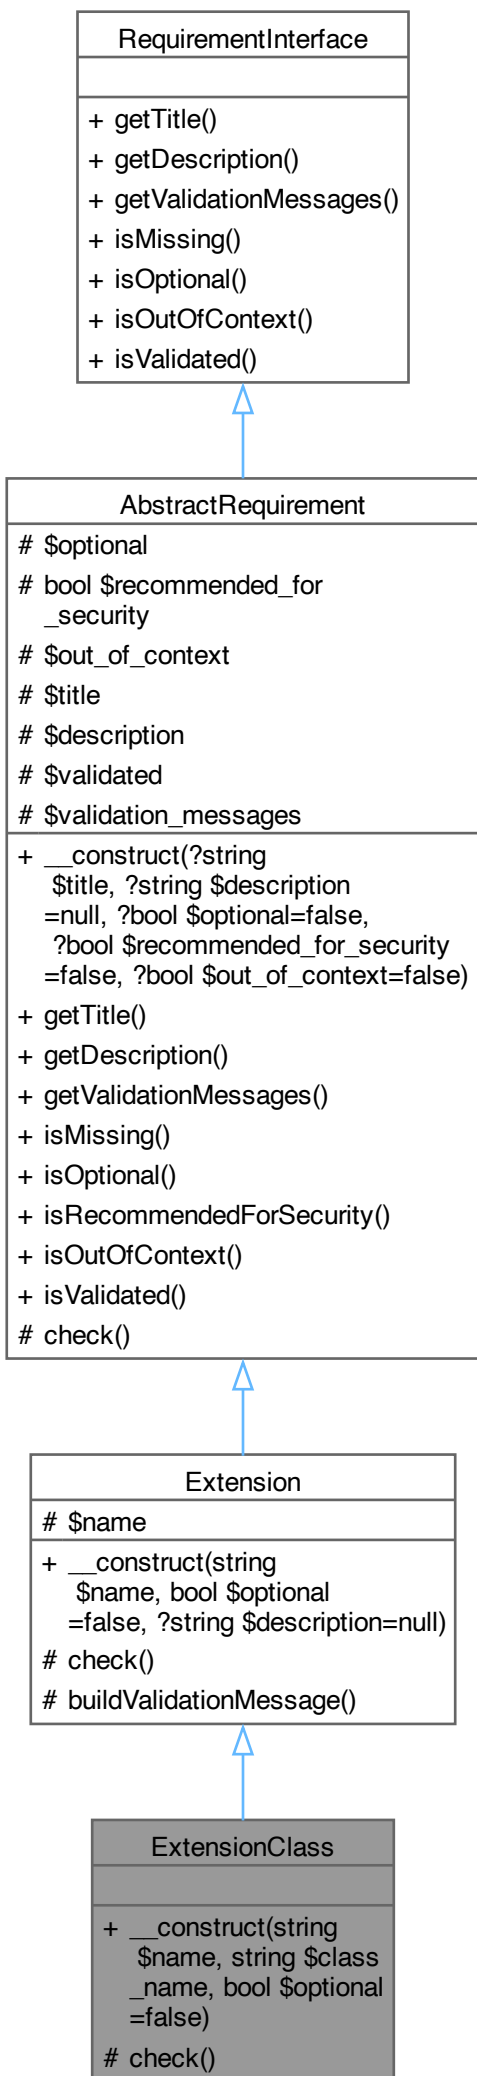 RequirementInterface
+ getTitle()
+ getDescription()
+ getValidationMessages()
+ isMissing()
+ isOptional()
+ isOutOfContext()
+ isValidated()
AbstractRequirement
# $optional
# bool $recommended_for
_security
# $out_of_context
# $title
# $description
# $validated
# $validation_messages
+ __construct(?string
$title, ?string $description
=null, ?bool $optional=false,
?bool $recommended_for_security
=false, ?bool $out_of_context=false)
+ getTitle()
+ getDescription()
+ getValidationMessages()
+ isMissing()
+ isOptional()
+ isRecommendedForSecurity()
+ isOutOfContext()
+ isValidated()
# check()
Extension
# $name
+ __construct(string
$name, bool $optional
=false, ?string $description=null)
# check()
# buildValidationMessage()
ExtensionClass
+ __construct(string
$name, string $class
_name, bool $optional
=false)
# check()